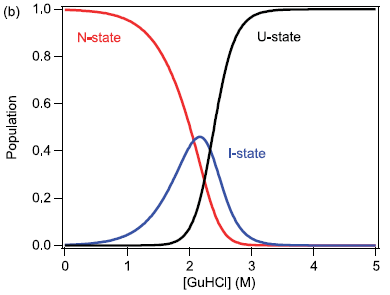 (b)
1.0
0.8
0.6
0,4
0.2
0.0
Population
N-state
U-state
I-state
0
1
2
3
4
5
[GuHCl] (M)